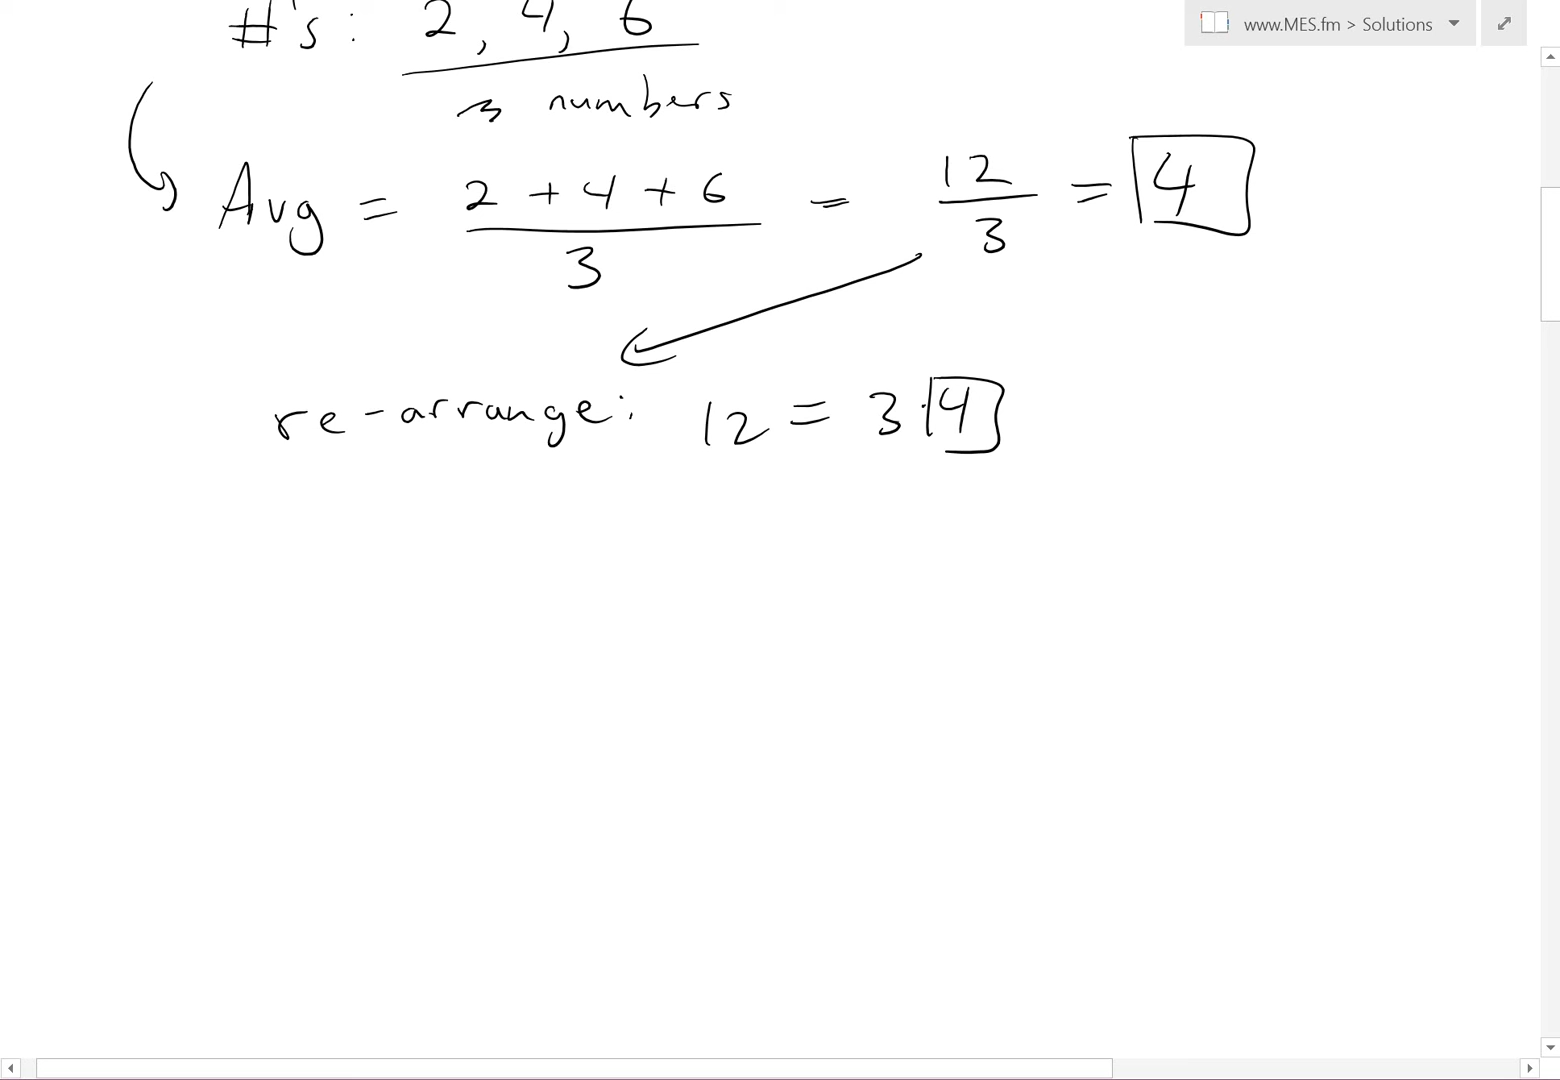 www.MES.fm > Solutions
#'s: 2, 4, 6
3 numbers
Avg = 2 + 4 + 6 / 3 = 12 / 3 = 4
re-arrange: 12 = 3·4